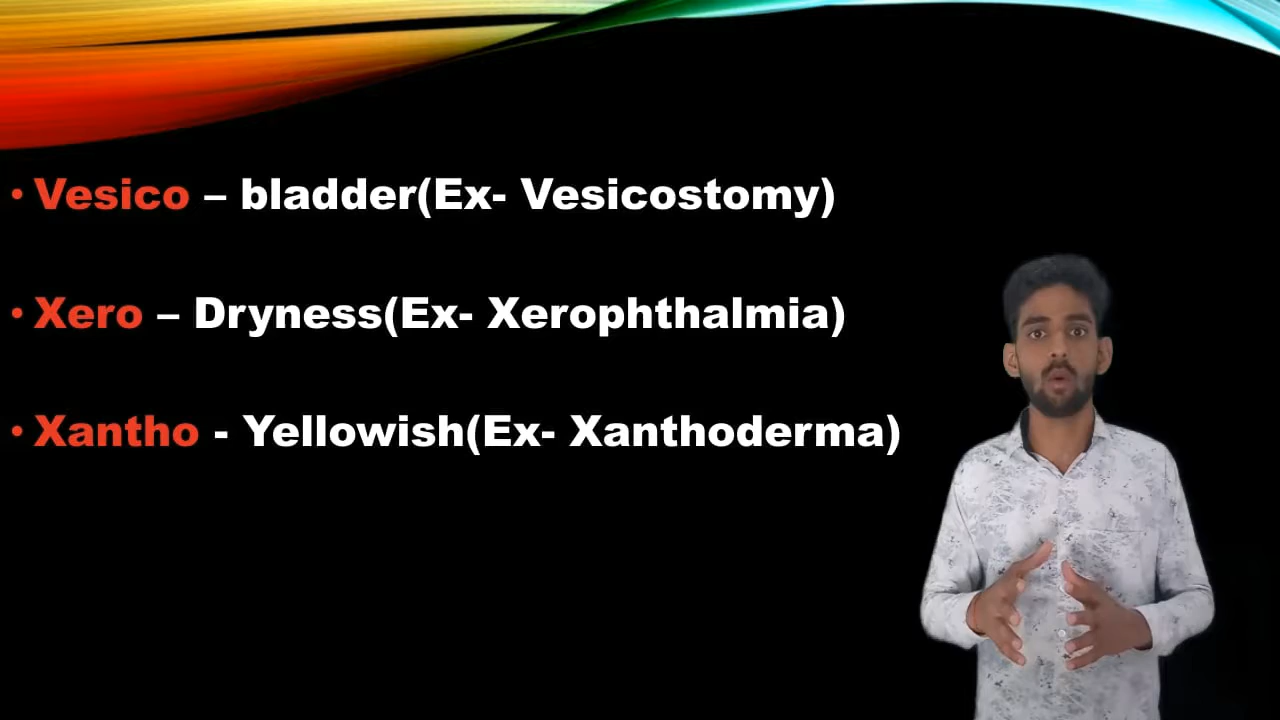 • Vesico – bladder(Ex- Vesicostomy)
• Xero – Dryness(Ex- Xerophthalmia)
• Xantho - Yellowish(Ex- Xanthoderma)